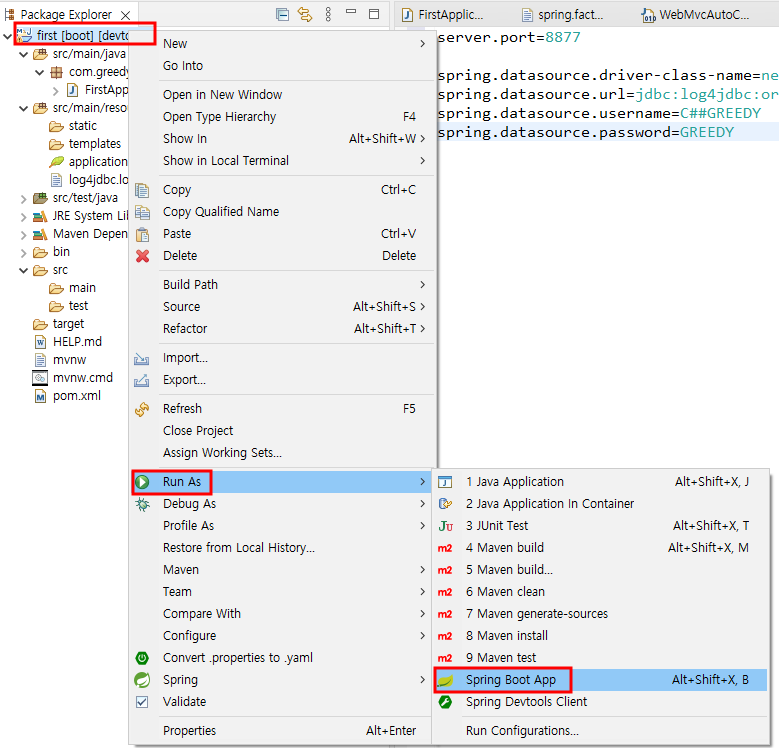 Package Explorer
FirstApplic...
spring.fact...
WebMvcAutoC...
first [boot] [devto
src/main/java
com.greedy
FirstApp
src/main/reso
static
templates
application
log4jdbc.lo
src/test/java
JRE System Li
Maven Depen
bin
src
main
test
target
HELP.md
mvnw
mvnw.cmd
pom.xml
server.port=8877
spring.datasource.driver-class-name=ne
spring.datasource.url=jdbc:log4jdbc:or
spring.datasource.username=C##GREEDY
spring.datasource.password=GREEDY
New
Go Into
Open in New Window
Open Type Hierarchy F4
Show In Alt+Shift+W
Show in Local Terminal
Copy Ctrl+C
Copy Qualified Name
Paste Ctrl+V
Delete Delete
Build Path
Source Alt+Shift+S
Refactor Alt+Shift+T
Import...
Export...
Refresh F5
Close Project
Assign Working Sets...
Run As
Debug As
Profile As
Restore from Local History...
Maven
Team
Compare With
Configure
Convert .properties to .yaml
Spring
Validate
Properties Alt+Enter
1 Java Application Alt+Shift+X, J
2 Java Application In Container
Ju 3 JUnit Test Alt+Shift+X, T
m2 4 Maven build Alt+Shift+X, M
m2 5 Maven build...
m2 6 Maven clean
m2 7 Maven generate-sources
m2 8 Maven install
m2 9 Maven test
Spring Boot App Alt+Shift+X, B
Spring Devtools Client
Run Configurations...